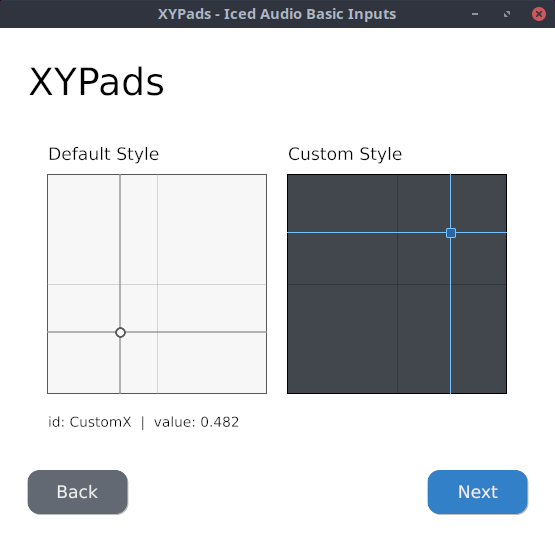 XYPads - Iced Audio Basic Inputs
XYPads
Default Style
Custom Style
id: CustomX | value: 0.482
Back
Next